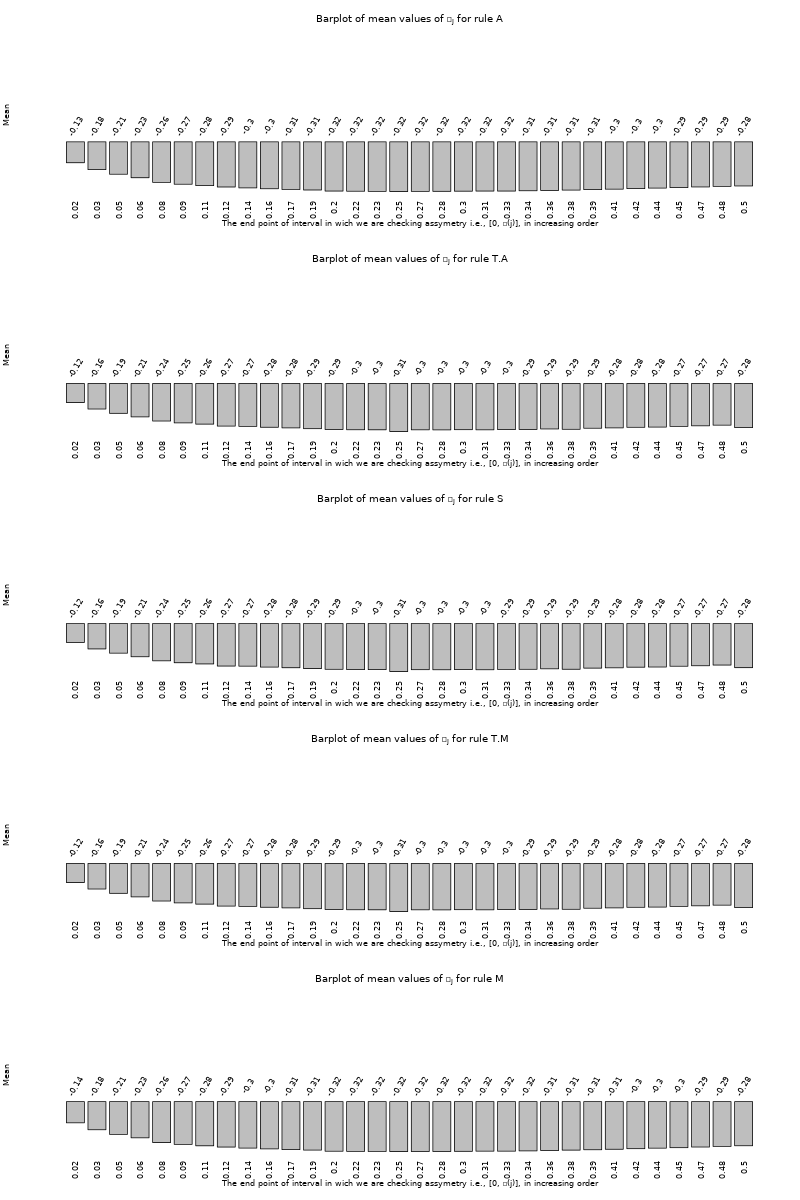 Barplot of mean values of □j for rule A
Mean
-0.13 -0.18 -0.21 -0.23 -0.26 -0.27 -0.28 -0.29 -0.3 -0.3 -0.31 -0.31 -0.32 -0.32 -0.32 -0.32 -0.32 -0.32 -0.32 -0.32 -0.32 -0.31 -0.31 -0.31 -0.31 -0.3 -0.3 -0.3 -0.29 -0.29 -0.29 -0.28
0.02 0.03 0.05 0.06 0.08 0.09 0.11 0.12 0.14 0.16 0.17 0.19 0.2 0.22 0.23 0.25 0.27 0.28 0.3 0.31 0.33 0.34 0.36 0.38 0.39 0.41 0.42 0.44 0.45 0.47 0.48 0.5
The end point of interval in wich we are checking assymetry i.e., [0, □(j)], in increasing order
Barplot of mean values of □j for rule T.A
Mean
-0.12 -0.16 -0.19 -0.21 -0.24 -0.25 -0.26 -0.27 -0.27 -0.28 -0.28 -0.29 -0.29 -0.3 -0.3 -0.31 -0.3 -0.3 -0.3 -0.3 -0.3 -0.29 -0.29 -0.29 -0.29 -0.28 -0.28 -0.28 -0.27 -0.27 -0.27 -0.28
0.02 0.03 0.05 0.06 0.08 0.09 0.11 0.12 0.14 0.16 0.17 0.19 0.2 0.22 0.23 0.25 0.27 0.28 0.3 0.31 0.33 0.34 0.36 0.38 0.39 0.41 0.42 0.44 0.45 0.47 0.48 0.5
The end point of interval in wich we are checking assymetry i.e., [0, □(j)], in increasing order
Barplot of mean values of □j for rule S
Mean
-0.12 -0.16 -0.19 -0.21 -0.24 -0.25 -0.26 -0.27 -0.27 -0.28 -0.28 -0.29 -0.29 -0.3 -0.3 -0.31 -0.3 -0.3 -0.3 -0.3 -0.29 -0.29 -0.29 -0.29 -0.29 -0.28 -0.28 -0.28 -0.27 -0.27 -0.27 -0.28
0.02 0.03 0.05 0.06 0.08 0.09 0.11 0.12 0.14 0.16 0.17 0.19 0.2 0.22 0.23 0.25 0.27 0.28 0.3 0.31 0.33 0.34 0.36 0.38 0.39 0.41 0.42 0.44 0.45 0.47 0.48 0.5
The end point of interval in wich we are checking assymetry i.e., [0, □(j)], in increasing order
Barplot of mean values of □j for rule T.M
Mean
-0.12 -0.16 -0.19 -0.21 -0.24 -0.25 -0.26 -0.27 -0.27 -0.28 -0.28 -0.29 -0.29 -0.3 -0.3 -0.31 -0.3 -0.3 -0.3 -0.3 -0.3 -0.29 -0.29 -0.29 -0.29 -0.28 -0.28 -0.28 -0.27 -0.27 -0.27 -0.28
0.02 0.03 0.05 0.06 0.08 0.09 0.11 0.12 0.14 0.16 0.17 0.19 0.2 0.22 0.23 0.25 0.27 0.28 0.3 0.31 0.33 0.34 0.36 0.38 0.39 0.41 0.42 0.44 0.45 0.47 0.48 0.5
The end point of interval in wich we are checking assymetry i.e., [0, □(j)], in increasing order
Barplot of mean values of □j for rule M
Mean
-0.14 -0.18 -0.21 -0.23 -0.26 -0.27 -0.28 -0.29 -0.3 -0.3 -0.31 -0.31 -0.32 -0.32 -0.32 -0.32 -0.32 -0.32 -0.32 -0.32 -0.32 -0.32 -0.31 -0.31 -0.31 -0.31 -0.3 -0.3 -0.3 -0.29 -0.29 -0.28
0.02 0.03 0.05 0.06 0.08 0.09 0.11 0.12 0.14 0.16 0.17 0.19 0.2 0.22 0.23 0.25 0.27 0.28 0.3 0.31 0.33 0.34 0.36 0.38 0.39 0.41 0.42 0.44 0.45 0.47 0.48 0.5
The end point of interval in wich we are checking assymetry i.e., [0, □(j)], in increasing order